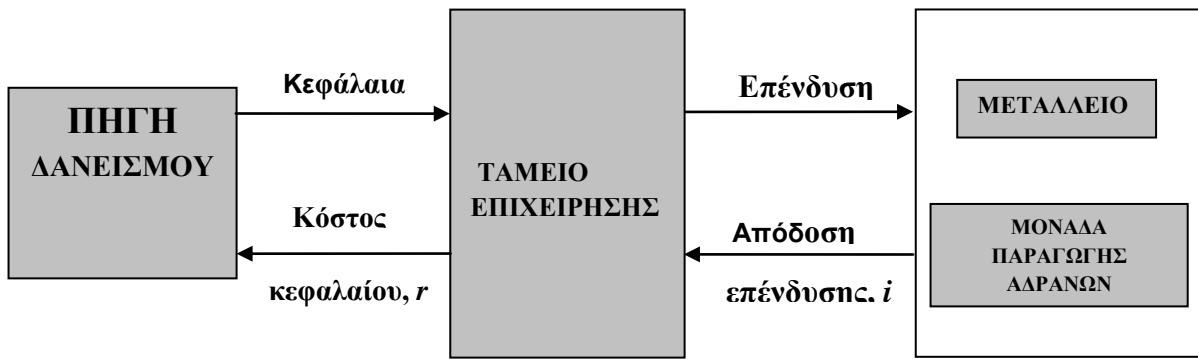 ΠΗΓΗ
ΔΑΝΕΙΣΜΟΥ
Κεφάλαια
Κόστος
κεφαλαίου, r
ΤΑΜΕΙΟ
ΕΠΙΧΕΙΡΗΣΗΣ
Επένδυση
Απόδοση
επένδυσης, i
ΜΕΤΑΛΛΕΙΟ
ΜΟΝΑΔΑ
ΠΑΡΑΓΩΓΗΣ
ΑΔΡΑΝΩΝ